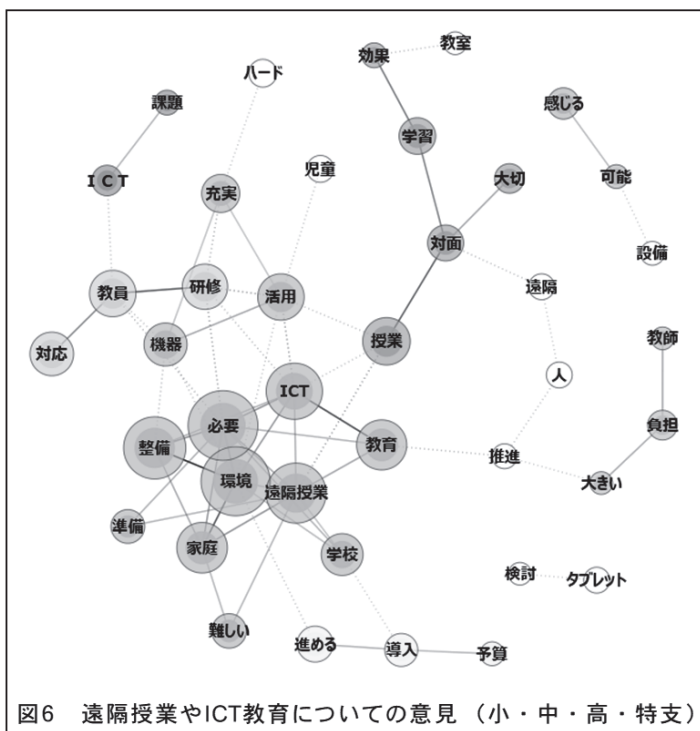 効果
教室
ハード
課題
感じる
学習
児童
ＩＣＴ
可能
大切
充実
対面
設備
教員
研修
活用
遠隔
教師
対応
機器
授業
人
ICT
必要
負担
整備
教育
推進
環境
遠隔授業
大きい
準備
家庭
学校
検討
タブレット
難しい
進める
導入
予算
図6　遠隔授業やICT教育についての意見（小・中・高・特支）